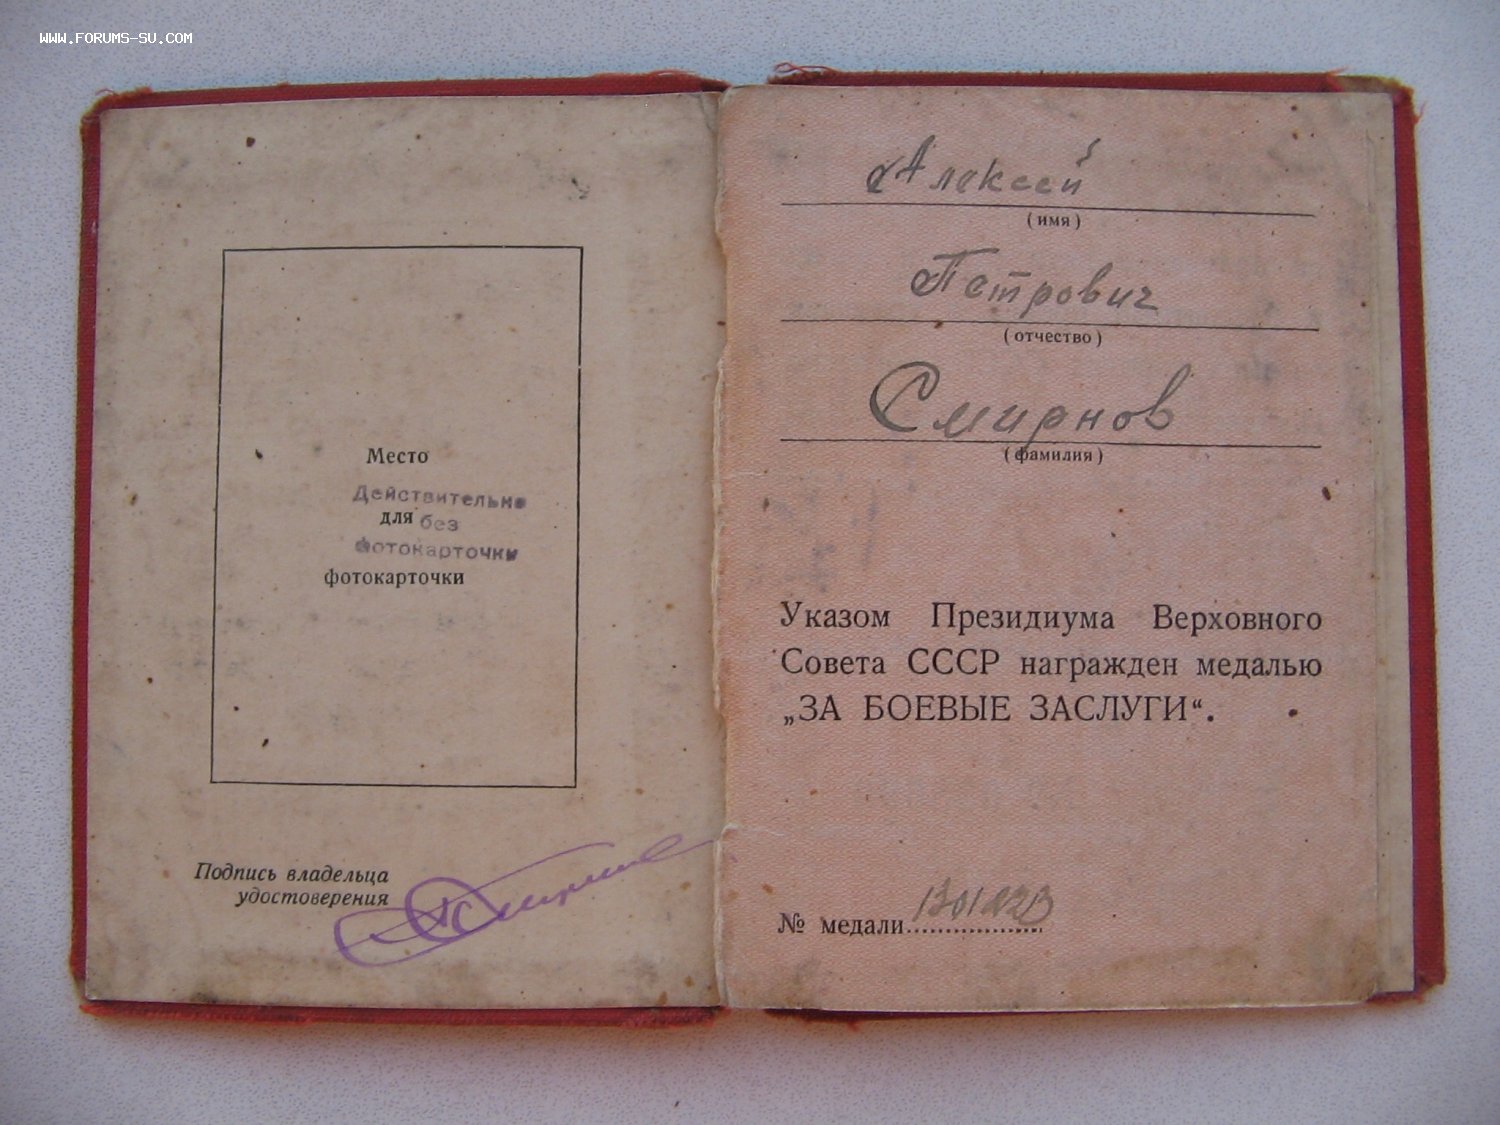 WWW.FORUMS-SU.COM
Место
Действительно
для без
фотокарточки
фотокарточки
Подпись владельца
удостоверения
Алексей
(имя)
Петрович
(отчество)
Смирнов
(фамилия)
Указом Президиума Верховного
Совета СССР награжден медалью
„ЗА БОЕВЫЕ ЗАСЛУГИ“.
№ медали